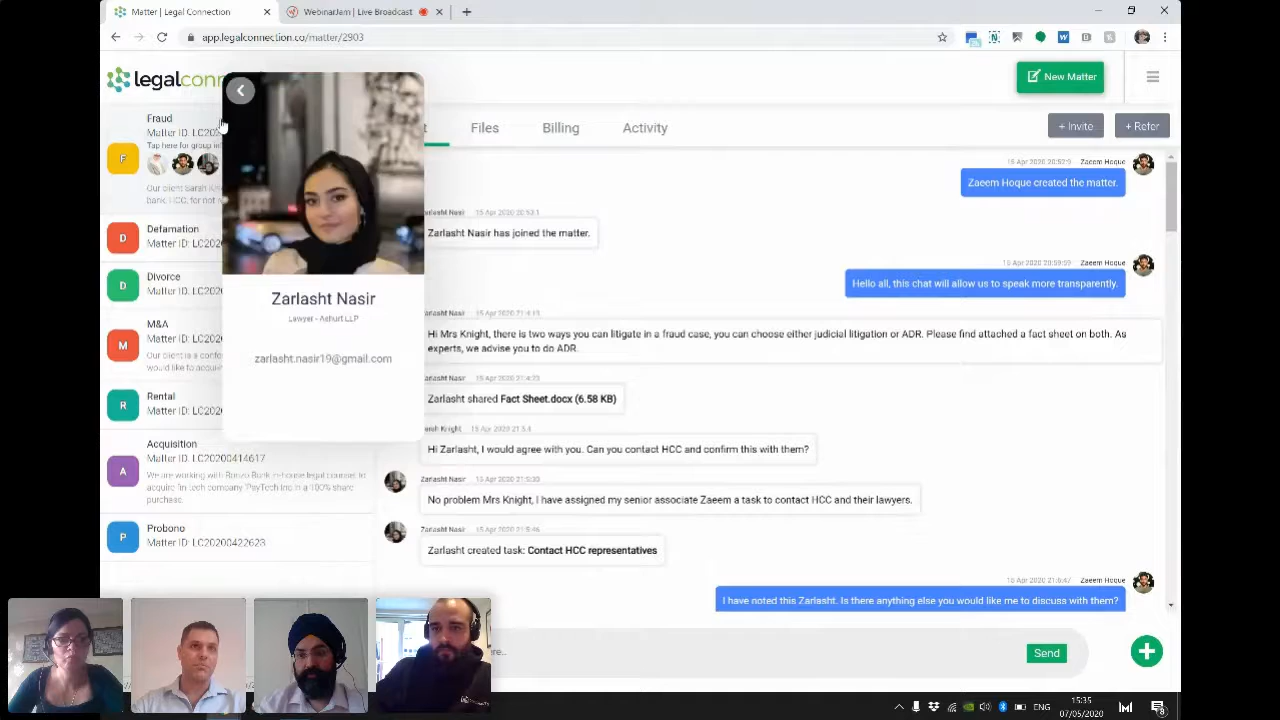 Matter | Legal Connection
WebinarJam | Live Broadcast
app.legalconnection.co/matter/2903
New Matter
Files
Billing
Activity
+ Invite
+ Refer
Fraud
Matter ID: LC20
Tap here for group in
F
Our client Sarah
bank, HCC, for not
D
Defamation
Matter ID: LC202
D
Divorce
Matter ID: LC202
M
M&A
Matter ID: LC202
Our client is a confe
would like to acqui
R
Rental
Matter ID: LC202
A
Acquisition
Matter ID: LC20200414617
We are working with Bonzo Bank in-house legal counsel to
acquire fin tech company 'PayTech Inc in a 100% share
purchase.
P
Probono
Matter ID: LC20200422623
Zarlasht Nasir
Lawyer - Ashurt LLP
zarlasht.nasir19@gmail.com
Zaeem Hoque
Zaeem Hoque created the matter.
Zarlasht Nasir has joined the matter.
Zaeem Hoque
Hello all, this chat will allow us to speak more transparently.
Hi Mrs Knight, there is two ways you can litigate in a fraud case, you can choose either judicial litigation or ADR. Please find attached a fact sheet on both. As
experts, we advise you to do ADR.
Zarlasht shared Fact Sheet.docx (6.58 KB)
Hi Zarlasht, I would agree with you. Can you contact HCC and confirm this with them?
Zarlasht Nasir
No problem Mrs Knight, I have assigned my senior associate Zaeem a task to contact HCC and their lawyers.
Zarlasht Nasir
Zarlasht created task: Contact HCC representatives
Zaeem Hoque
I have noted this Zarlasht. Is there anything else you would like me to discuss with them?
Send
ENG
15:35
07/05/2020